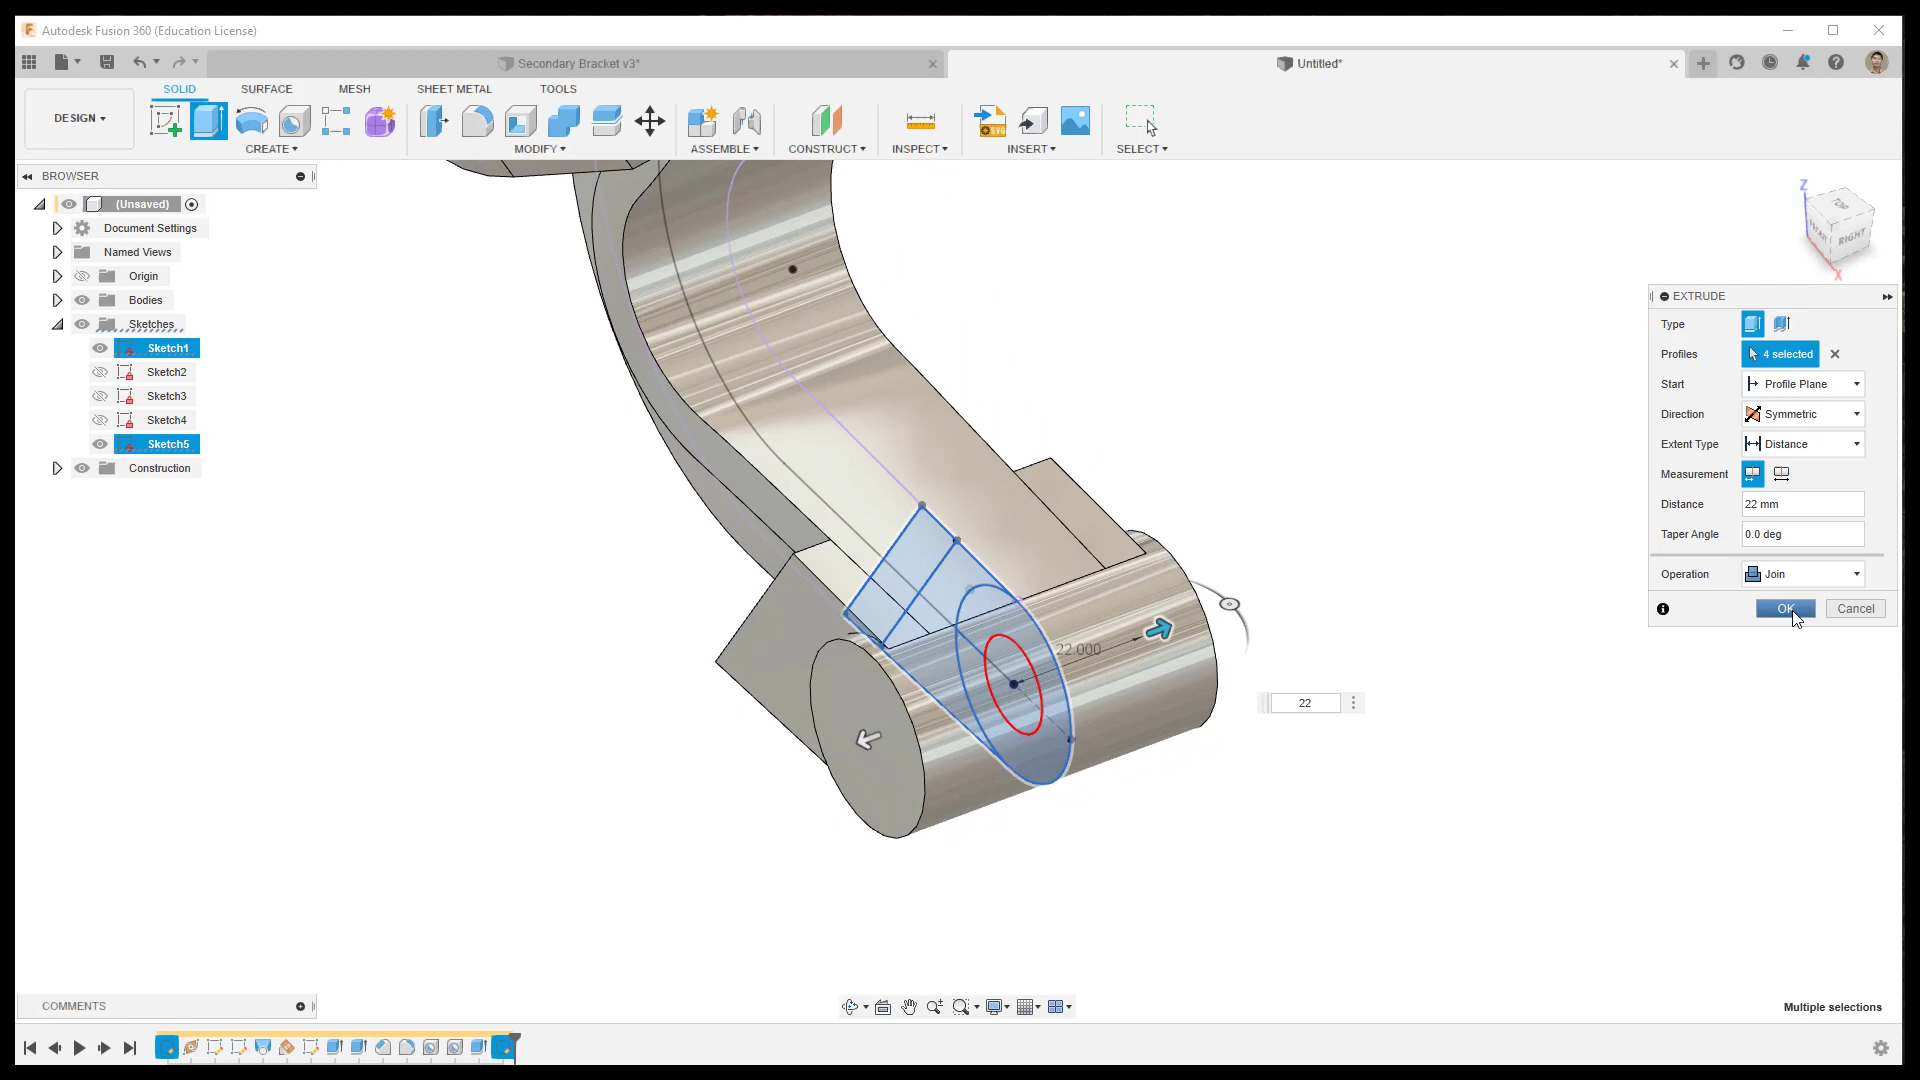 Autodesk Fusion 360 (Education License)
Secondary Bracket v3*
Untitled*
SOLID
SURFACE
MESH
SHEET METAL
TOOLS
DESIGN
CREATE
MODIFY
ASSEMBLE
CONSTRUCT
INSPECT
INSERT
SELECT
BROWSER
(Unsaved)
Document Settings
Named Views
Origin
Bodies
Sketches
Sketch1
Sketch2
Sketch3
Sketch4
Sketch5
Construction
Z
TOP
RIGHT
X
EXTRUDE
Type
Profiles
4 selected
Start
Profile Plane
Direction
Symmetric
Extent Type
Distance
Measurement
Distance
22 mm
Taper Angle
0.0 deg
Operation
Join
OK
Cancel
22.000
22
COMMENTS
Multiple selections